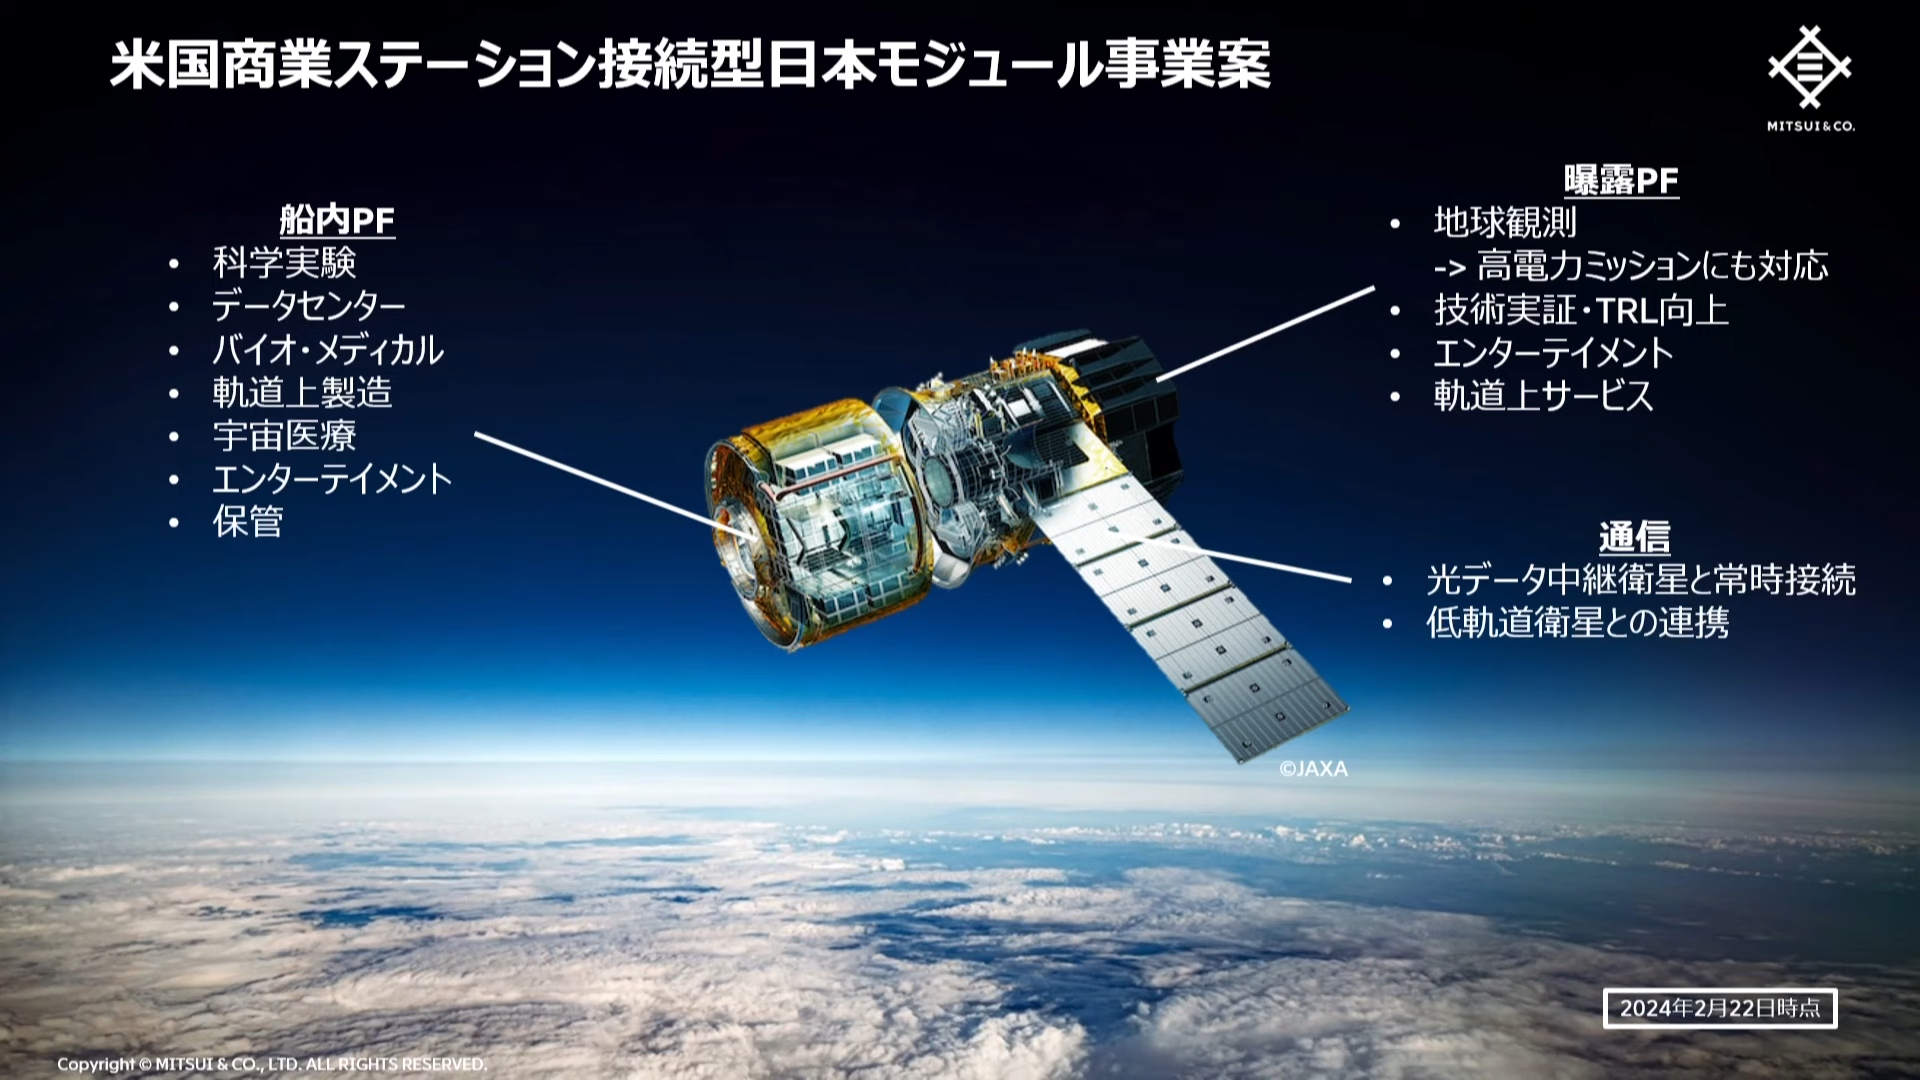 米国商業ステーション接続型日本モジュール事業案
MITSUI & CO.
船内PF
• 科学実験
• データセンター
• バイオ・メディカル
• 軌道上製造
• 宇宙医療
• エンターテイメント
• 保管
曝露PF
• 地球観測
-> 高電力ミッションにも対応
• 技術実証・TRL向上
• エンターテイメント
• 軌道上サービス
通信
• 光データ中継衛星と常時接続
• 低軌道衛星との連携
©JAXA
2024年2月22日時点
Copyright © MITSUI & CO., LTD. ALL RIGHTS RESERVED.